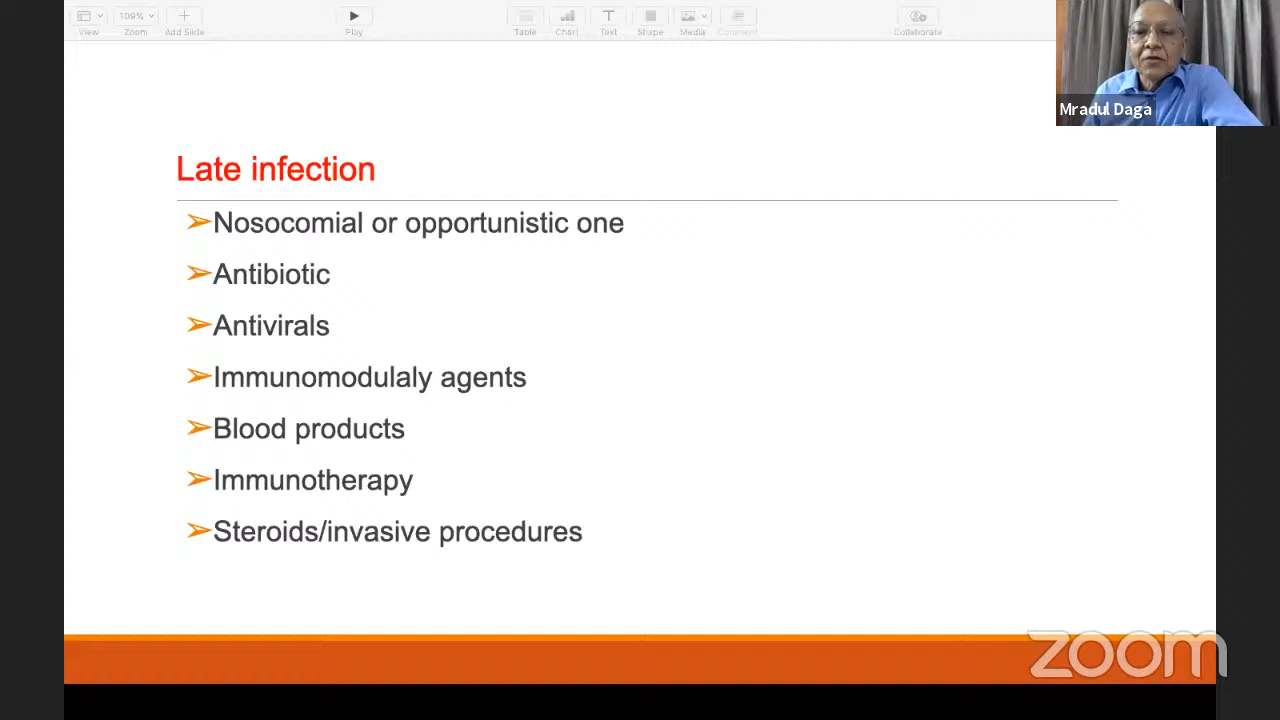 109%
View
Zoom
Add Slide
Play
Table
Chart
Text
Shape
Media
Comment
Collaborate
Mradul Daga
Late infection
➢Nosocomial or opportunistic one
➢Antibiotic
➢Antivirals
➢Immunomodulaly agents
➢Blood products
➢Immunotherapy
➢Steroids/invasive procedures
zoom